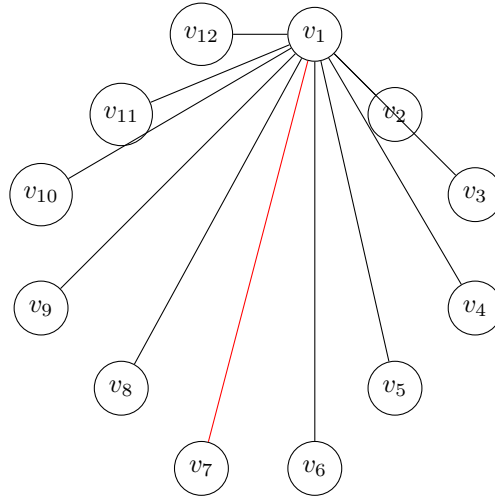 v₁₂ v₁
v₁₁ v₂
v₁₀ v₃
v₉ v₄
v₈ v₅
v₇ v₆